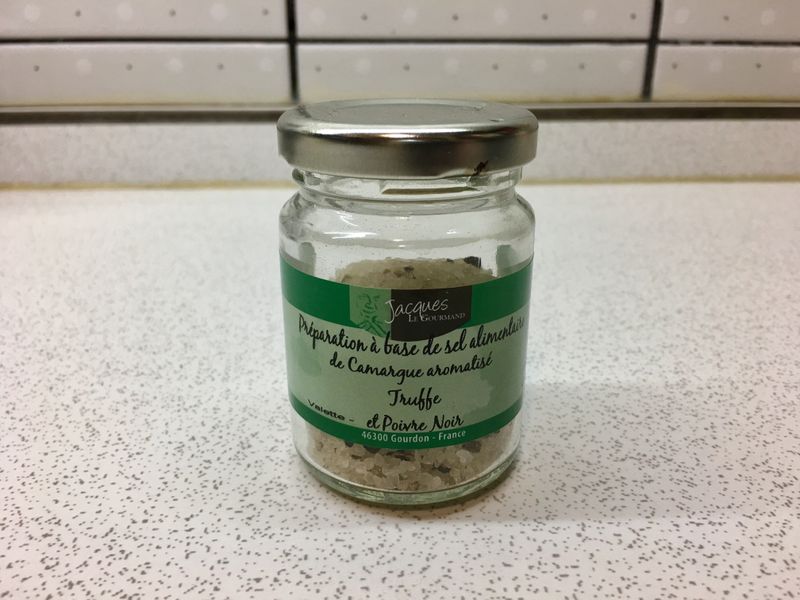 Jacques
LE GOURMAND
Préparation à base de sel alimentaire
de Camargue aromatisé
Truffe
et Poivre Noir
Valette -
46300 Gourdon - France